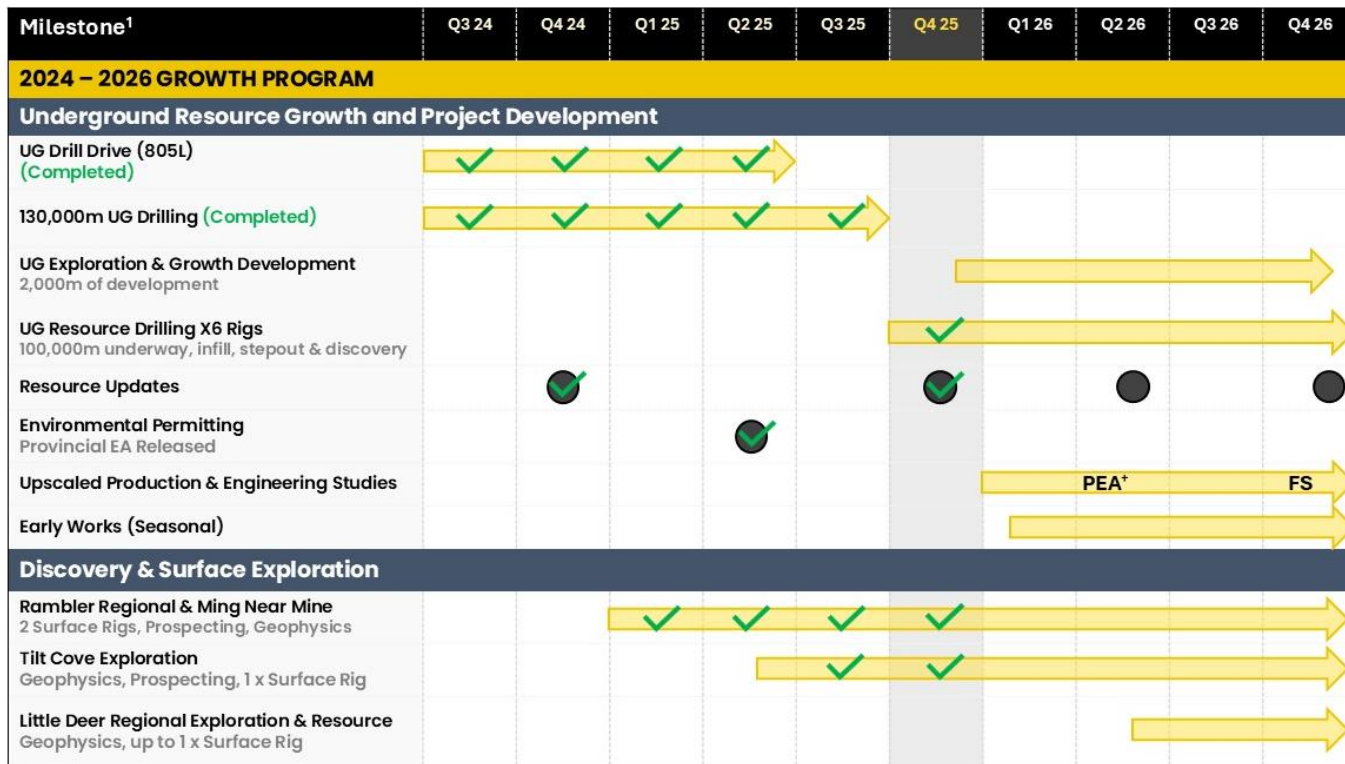 Milestone¹ Q3 24 Q4 24 Q1 25 Q2 25 Q3 25 Q4 25 Q1 26 Q2 26 Q3 26 Q4 26
2024 – 2026 GROWTH PROGRAM
Underground Resource Growth and Project Development
UG Drill Drive (805L)
(Completed)
130,000m UG Drilling (Completed)
UG Exploration & Growth Development
2,000m of development
UG Resource Drilling X6 Rigs
100,000m underway, infill, stepout & discovery
Resource Updates
Environmental Permitting
Provincial EA Released
Upscaled Production & Engineering Studies PEA⁺ FS
Early Works (Seasonal)
Discovery & Surface Exploration
Rambler Regional & Ming Near Mine
2 Surface Rigs, Prospecting, Geophysics
Tilt Cove Exploration
Geophysics, Prospecting, 1 x Surface Rig
Little Deer Regional Exploration & Resource
Geophysics, up to 1 x Surface Rig